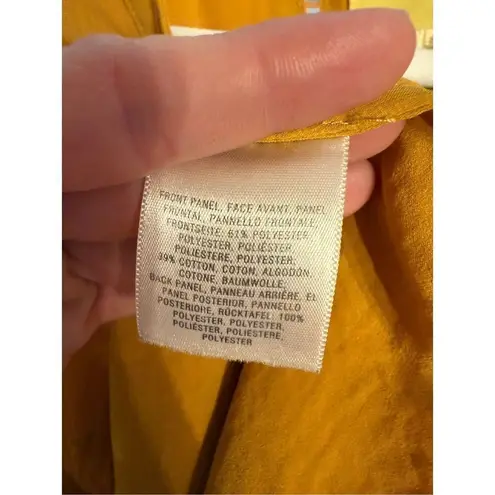 FRONT PANEL, FACE AVANT, PANEL
FRONTAL, PANNELLO FRONTALE,
FRONTSEITE: 61% POLYESTER,
POLYESTER, POLIÉSTER,
POLIESTERE, POLYESTER,
39% COTTON, COTON, ALGODÓN,
COTONE, BAUMWOLLE,
BACK PANEL, PANNEAU ARRIÈRE, EL
PANEL POSTERIOR, PANNELLO
POSTERIORE, RÜCKTAFEL: 100%
POLYESTER, POLYESTER,
POLIÉSTER, POLIESTERE,
POLYESTER